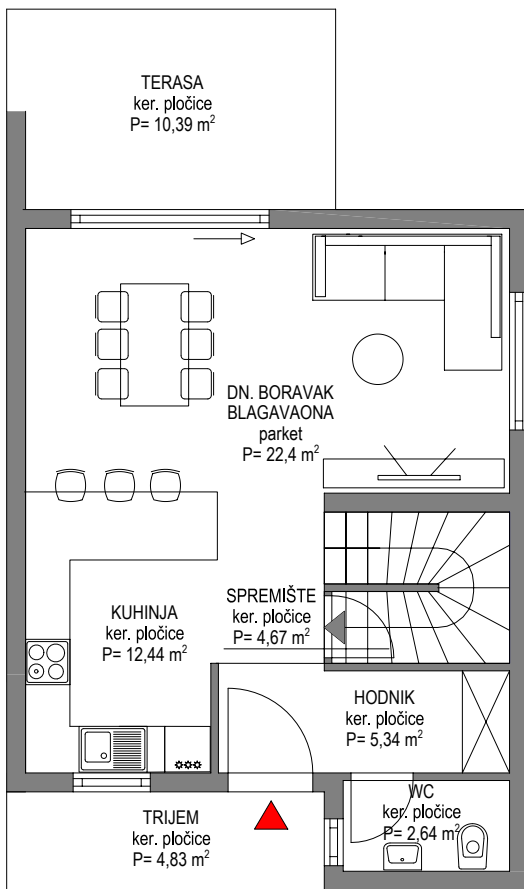 TERASA
ker. pločice
P= 10,39 m²
DN. BORAVAK
BLAGAVAONA
parket
P= 22,4 m²
SPREMIŠTE
ker. pločice
P= 4,67 m²
KUHINJA
ker. pločice
P= 12,44 m²
HODNIK
ker. pločice
P= 5,34 m²
WC
ker. pločice
P= 2,64 m²
TRIJEM
ker. pločice
P= 4,83 m²